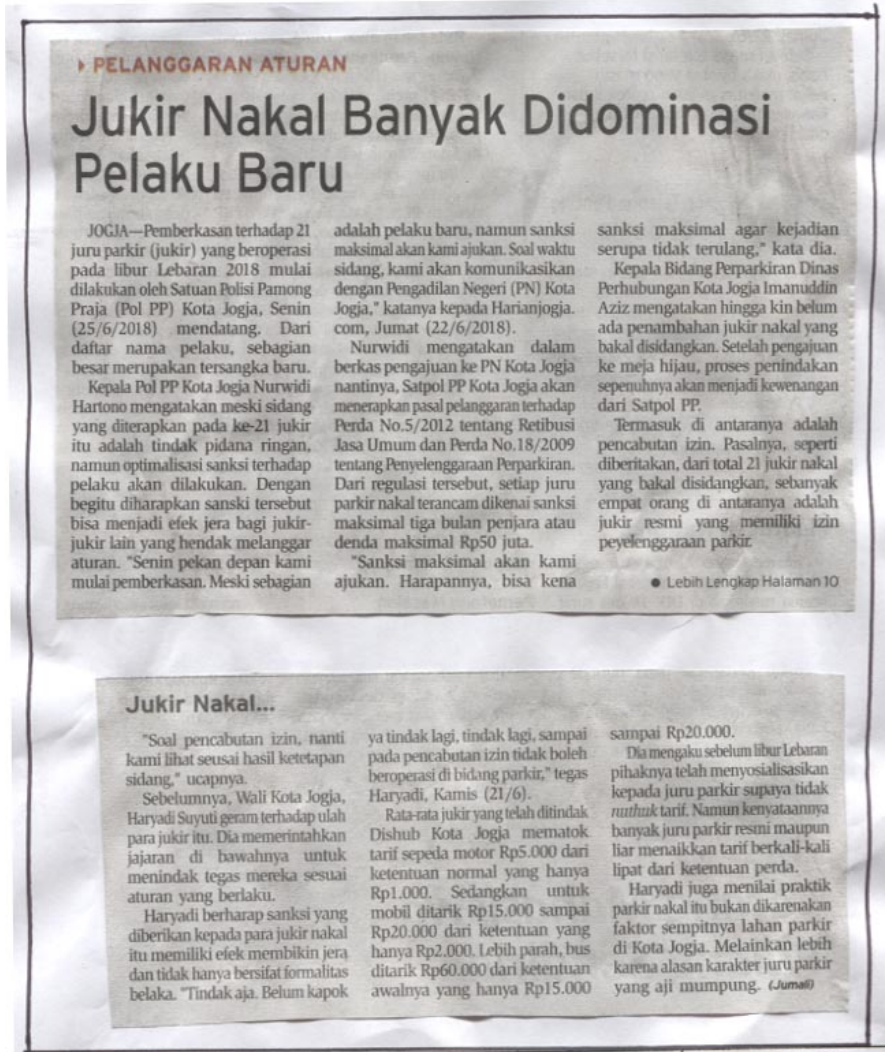 PELANGGARAN ATURAN
Jukir Nakal Banyak Didominasi
Pelaku Baru
JOGJA—Pemberkasan terhadap 21
juru parkir (jukir) yang beroperasi
pada libur Lebaran 2018 mulai
dilakukan oleh Satuan Polisi Pamong
Praja (Pol PP) Kota Jogja, Senin
(25/6/2018) mendatang. Dari
daftar nama pelaku, sebagian
besar merupakan tersangka baru.
Kepala Pol PP Kota Jogja Nurwidi
Hartono mengatakan meski sidang
yang diterapkan pada ke-21 jukir
itu adalah tindak pidana ringan,
namun optimalisasi sanksi terhadap
pelaku akan dilakukan. Dengan
begitu diharapkan sanski tersebut
bisa menjadi efek jera bagi jukir-
jukir lain yang hendak melanggar
aturan. "Senin pekan depan kami
mulai pemberkasan. Meski sebagian
adalah pelaku baru, namun sanksi
maksimal akan kami ajukan. Soal waktu
sidang, kami akan komunikasikan
dengan Pengadilan Negeri (PN) Kota
Jogja," katanya kepada Harianjogja.
com, Jumat (22/6/2018).
Nurwidi mengatakan dalam
berkas pengajuan ke PN Kota Jogja
nantinya, Satpol PP Kota Jogja akan
menerapkan pasal pelanggaran terhadap
Perda No.5/2012 tentang Retibusi
Jasa Umum dan Perda No.18/2009
tentang Penyelenggaraan Perparkiran.
Dari regulasi tersebut, setiap juru
parkir nakal terancam dikenai sanksi
maksimal tiga bulan penjara atau
denda maksimal Rp50 juta.
"Sanksi maksimal akan kami
ajukan. Harapannya, bisa kena
sanksi maksimal agar kejadian
serupa tidak terulang," kata dia.
Kepala Bidang Perparkiran Dinas
Perhubungan Kota Jogja Imanuddin
Aziz mengatakan hingga kin belum
ada penambahan jukir nakal yang
bakal disidangkan. Setelah pengajuan
ke meja hijau, proses penindakan
sepenuhnya akan menjadi kewenangan
dari Satpol PP.
Termasuk di antaranya adalah
pencabutan izin. Pasalnya, seperti
diberitakan, dari total 21 jukir nakal
yang bakal disidangkan, sebanyak
empat orang di antaranya adalah
jukir resmi yang memiliki izin
peyelenggaraan parkir.
● Lebih Lengkap Halaman 10
Jukir Nakal...
"Soal pencabutan izin, nanti
kami lihat seusai hasil ketetapan
sidang," ucapnya.
Sebelumnya, Wali Kota Jogja,
Haryadi Suyuti geram terhadap ulah
para jukir itu. Dia memerintahkan
jajaran di bawahnya untuk
menindak tegas mereka sesuai
aturan yang berlaku.
Haryadi berharap sanksi yang
diberikan kepada para jukir nakal
itu memiliki efek membikin jera
dan tidak hanya bersifat formalitas
belaka. "Tindak aja. Belum kapok
ya tindak lagi, tindak lagi, sampai
pada pencabutan izin tidak boleh
beroperasi di bidang parkir," tegas
Haryadi, Kamis (21/6).
Rata-rata jukir yang telah ditindak
Dishub Kota Jogja mematok
tarif sepeda motor Rp5.000 dari
ketentuan normal yang hanya
Rp1.000. Sedangkan untuk
mobil ditarik Rp15.000 sampai
Rp20.000 dari ketentuan yang
hanya Rp2.000. Lebih parah, bus
ditarik Rp60.000 dari ketentuan
awalnya yang hanya Rp15.000
sampai Rp20.000.
Dia mengaku sebelum libur Lebaran
pihaknya telah menyosialisasikan
kepada juru parkir supaya tidak
nuthuk tarif. Namun kenyataannya
banyak juru parkir resmi maupun
liar menaikkan tarif berkali-kali
lipat dari ketentuan perda.
Haryadi juga menilai praktik
parkir nakal itu bukan dikarenakan
faktor sempitnya lahan parkir
di Kota Jogja. Melainkan lebih
karena alasan karakter juru parkir
yang aji mumpung. (Jumali)